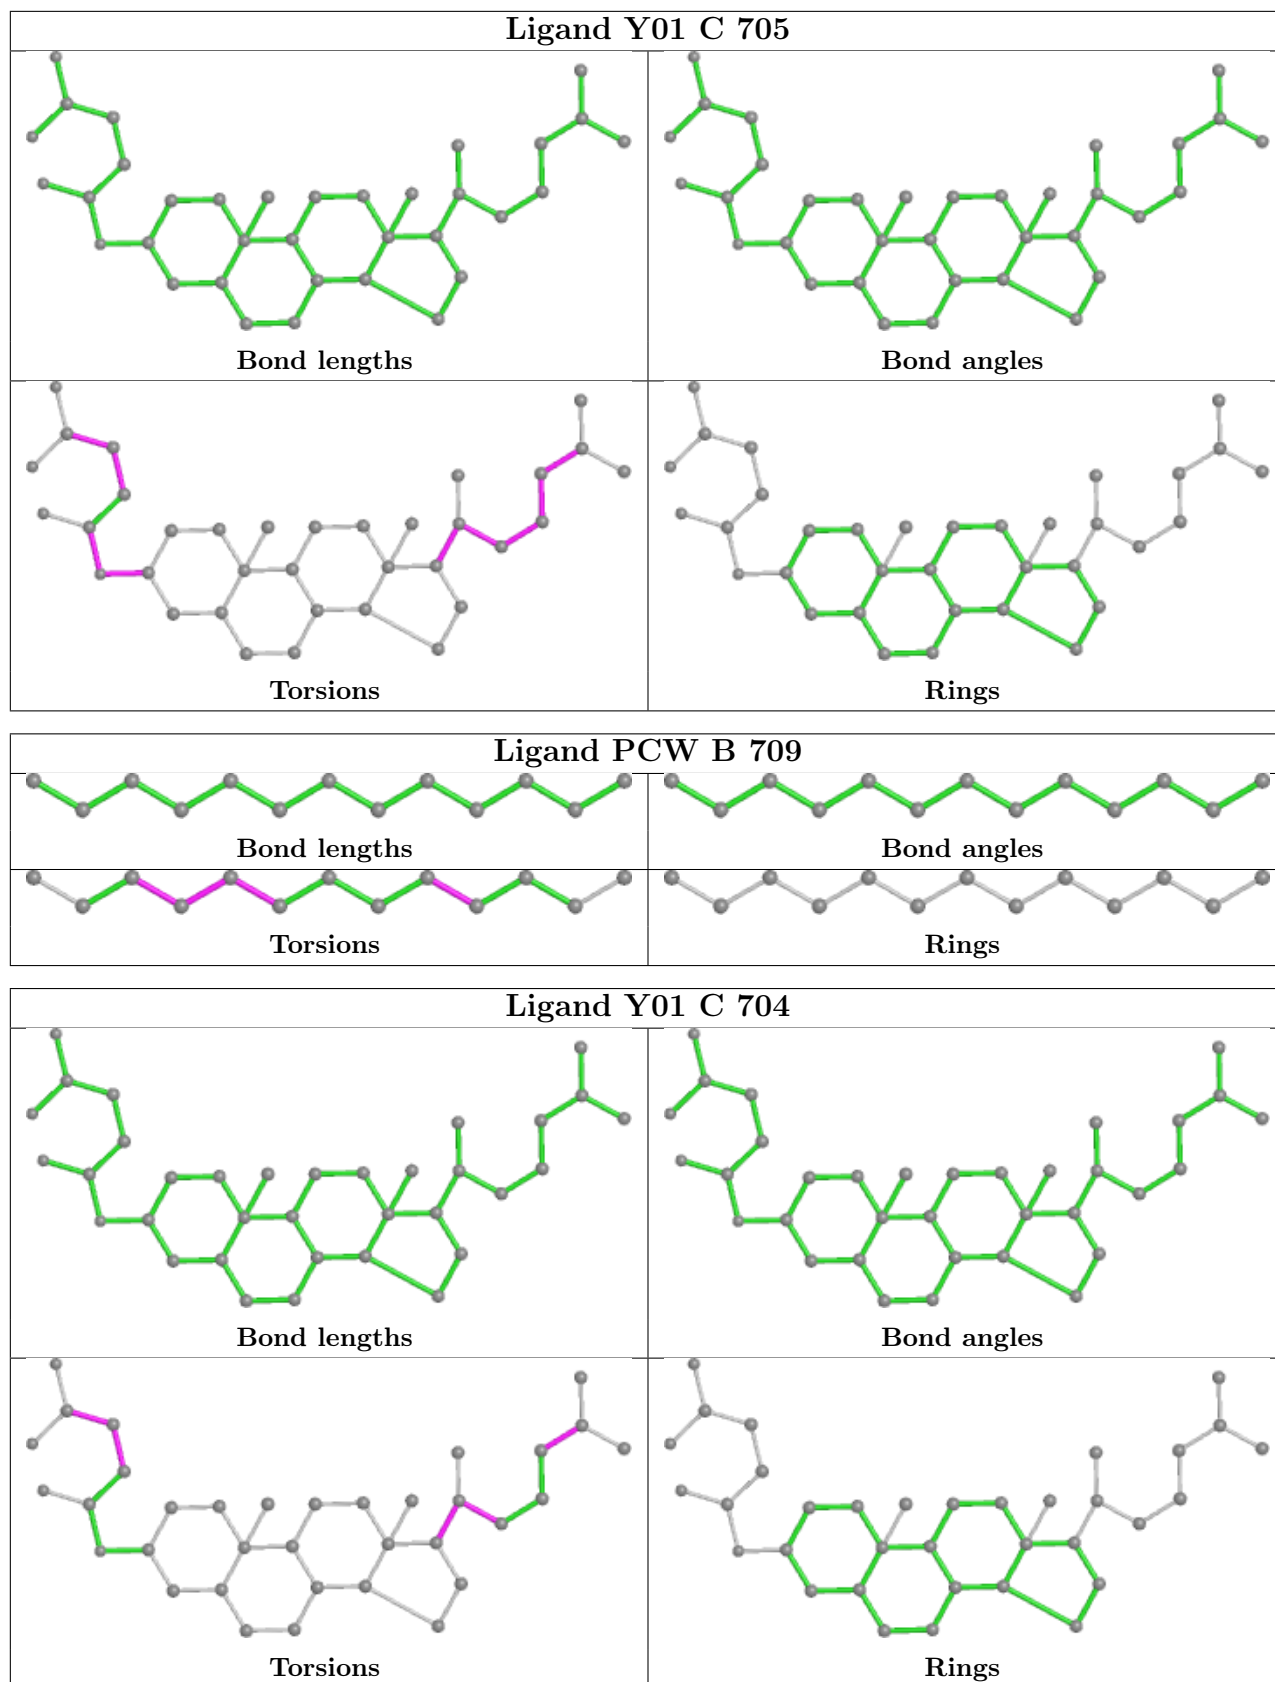 Ligand Y01 C 705
Bond lengths
Bond angles
Torsions
Rings
Ligand PCW B 709
Bond lengths
Bond angles
Torsions
Rings
Ligand Y01 C 704
Bond lengths
Bond angles
Torsions
Rings